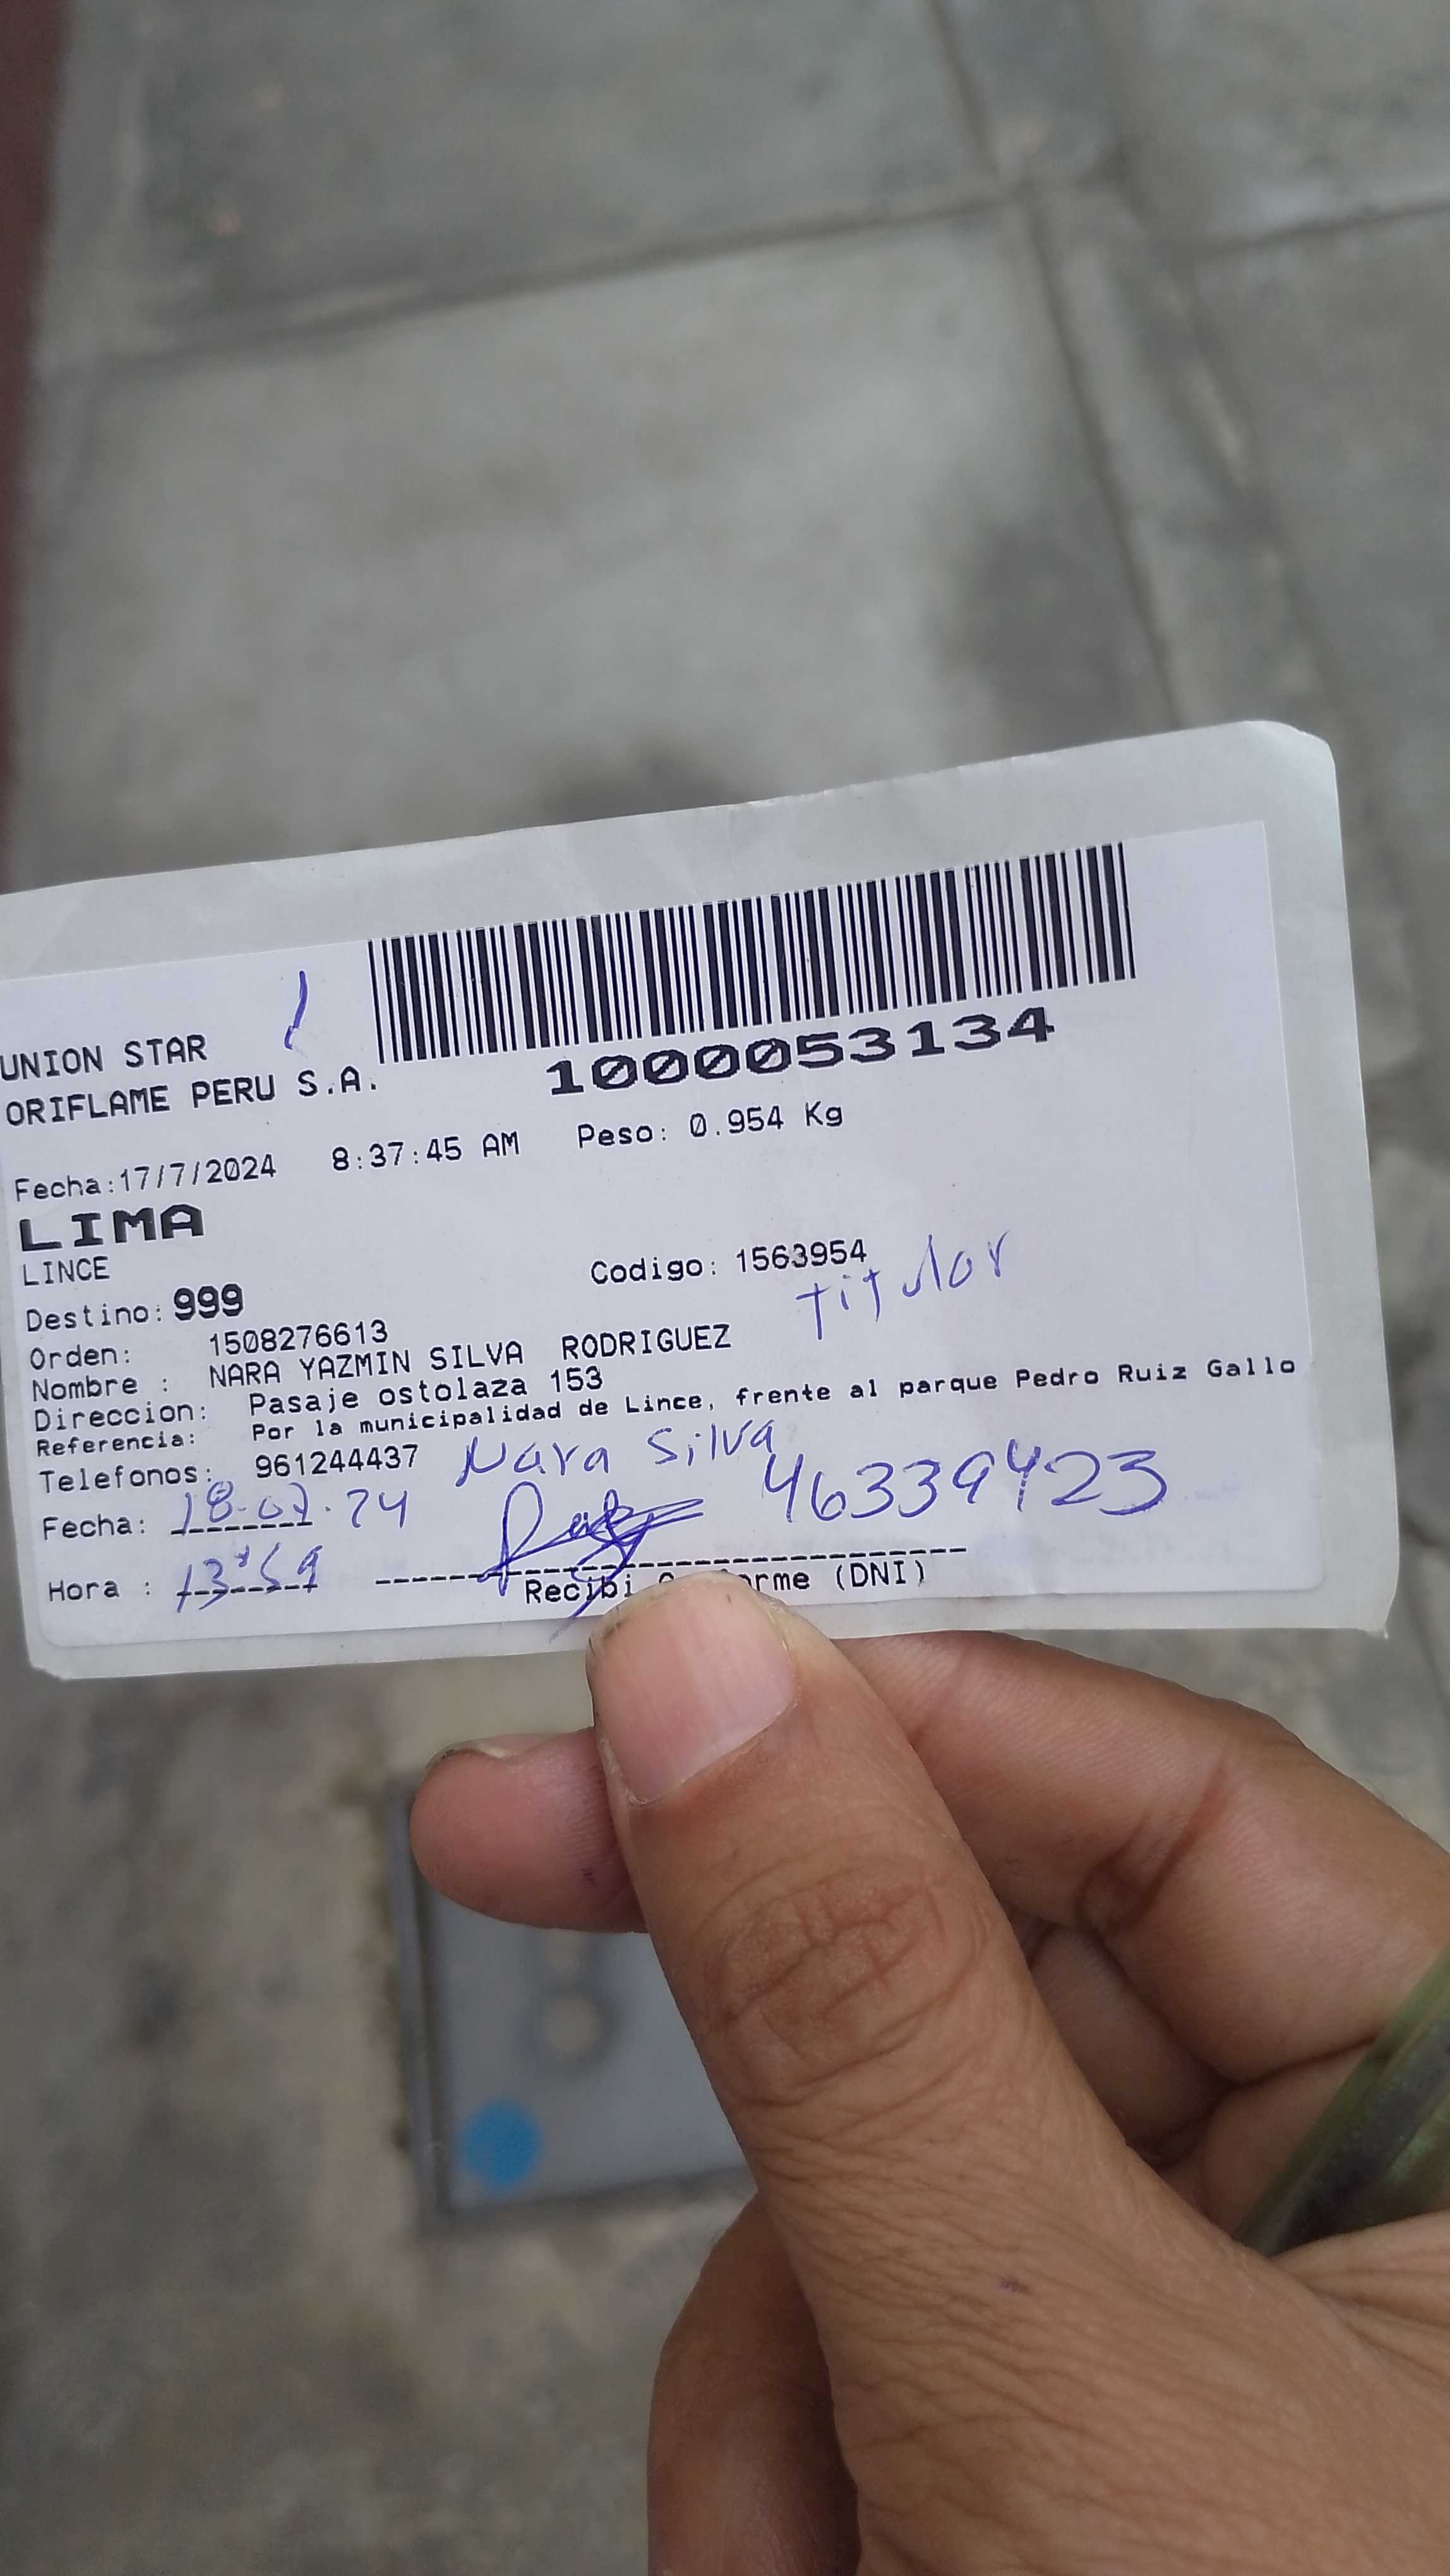 UNION STAR
ORIFLAME PERU S.A.
1000053134
Fecha:17/7/2024 8:37:45 AM Peso: 0.954 Kg
LIMA
LINCE
Codigo: 1563954
Destino: 999
titulor
Orden: 1508276613
Nombre : NARA YAZMIN SILVA RODRIGUEZ
Direccion: Pasaje ostolaza 153
Referencia: Por la municipalidad de Lince, frente al parque Pedro Ruiz Gallo
Telefonos: 961244437 Nara Silva
Fecha: 18-07-24 46339423
Hora : 13:59
Recibi (DNI)